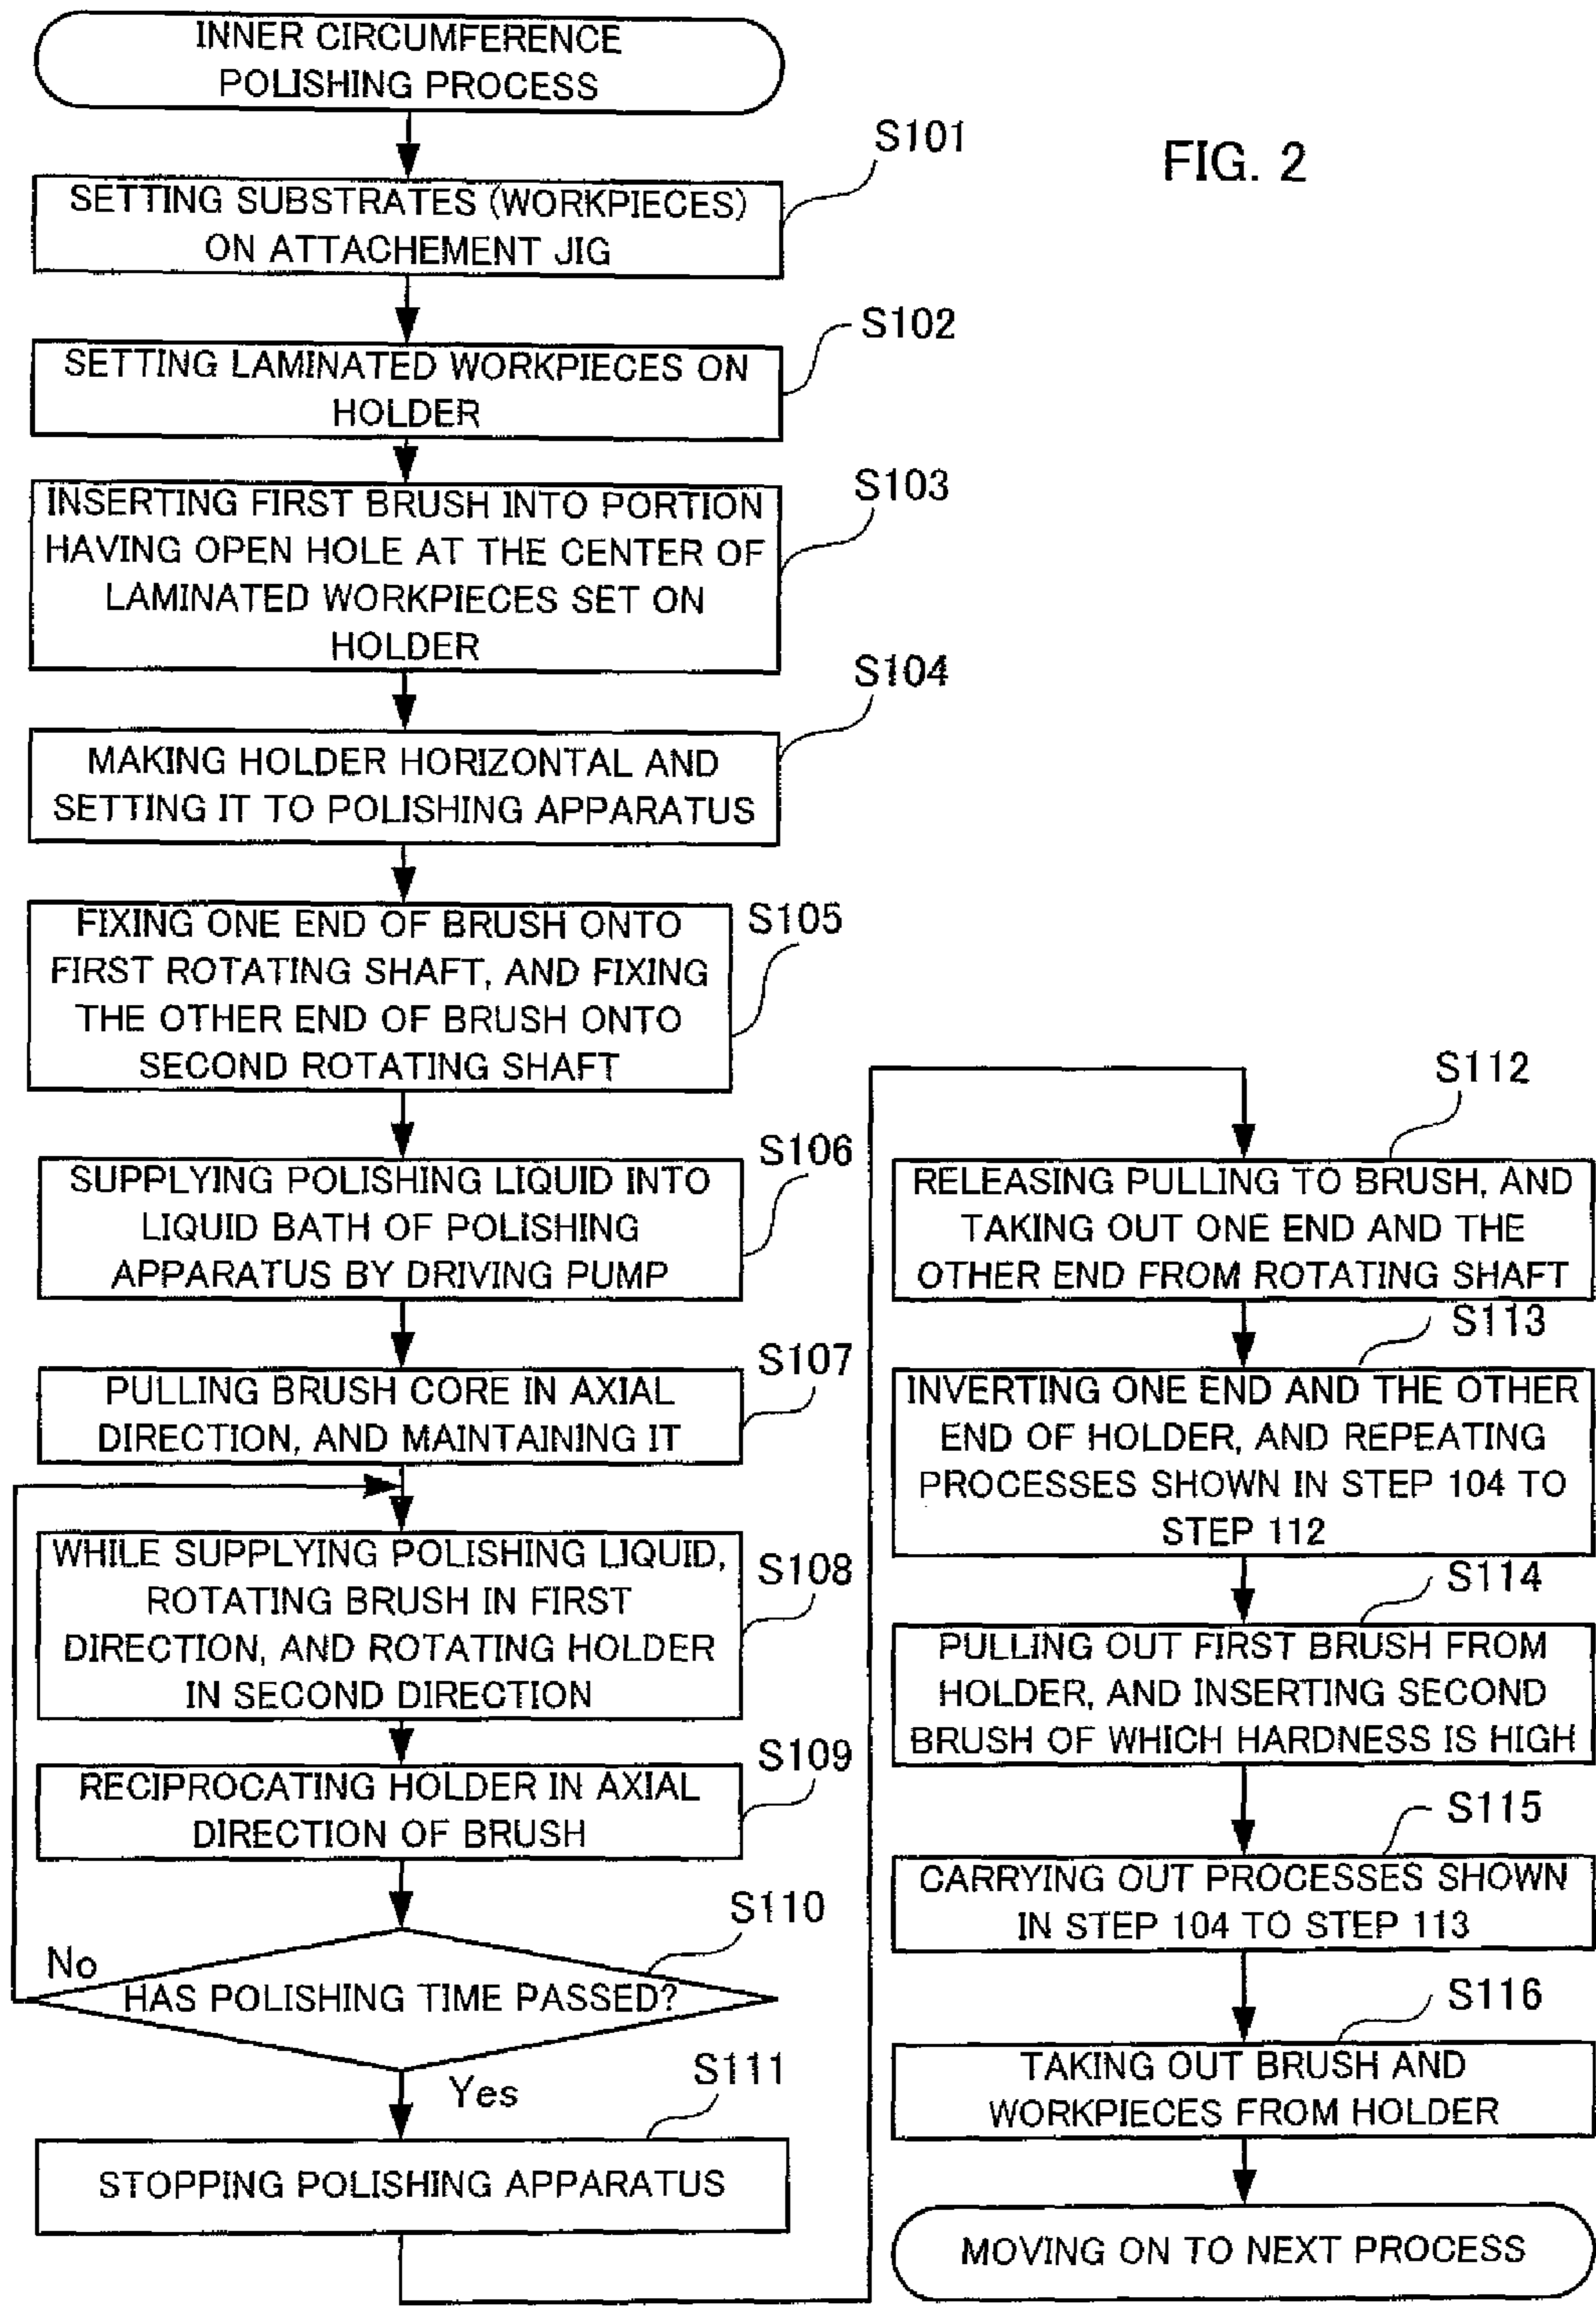 INNER CIRCUMFERENCE
POLISHING PROCESS
FIG. 2
S101
SETTING SUBSTRATES (WORKPIECES)
ON ATTACHEMENT JIG
S102
SETTING LAMINATED WORKPIECES ON
HOLDER
S103
INSERTING FIRST BRUSH INTO PORTION
HAVING OPEN HOLE AT THE CENTER OF
LAMINATED WORKPIECES SET ON
HOLDER
S104
MAKING HOLDER HORIZONTAL AND
SETTING IT TO POLISHING APPARATUS
S105
FIXING ONE END OF BRUSH ONTO
FIRST ROTATING SHAFT, AND FIXING
THE OTHER END OF BRUSH ONTO
SECOND ROTATING SHAFT
S106
SUPPLYING POLISHING LIQUID INTO
LIQUID BATH OF POLISHING
APPARATUS BY DRIVING PUMP
S107
PULLING BRUSH CORE IN AXIAL
DIRECTION, AND MAINTAINING IT
S108
WHILE SUPPLYING POLISHING LIQUID,
ROTATING BRUSH IN FIRST
DIRECTION, AND ROTATING HOLDER
IN SECOND DIRECTION
S109
RECIPROCATING HOLDER IN AXIAL
DIRECTION OF BRUSH
S110
No
HAS POLISHING TIME PASSED?
Yes
S111
STOPPING POLISHING APPARATUS
S112
RELEASING PULLING TO BRUSH, AND
TAKING OUT ONE END AND THE
OTHER END FROM ROTATING SHAFT
S113
INVERTING ONE END AND THE OTHER
END OF HOLDER, AND REPEATING
PROCESSES SHOWN IN STEP 104 TO
STEP 112
S114
PULLING OUT FIRST BRUSH FROM
HOLDER, AND INSERTING SECOND
BRUSH OF WHICH HARDNESS IS HIGH
S115
CARRYING OUT PROCESSES SHOWN
IN STEP 104 TO STEP 113
S116
TAKING OUT BRUSH AND
WORKPIECES FROM HOLDER
MOVING ON TO NEXT PROCESS